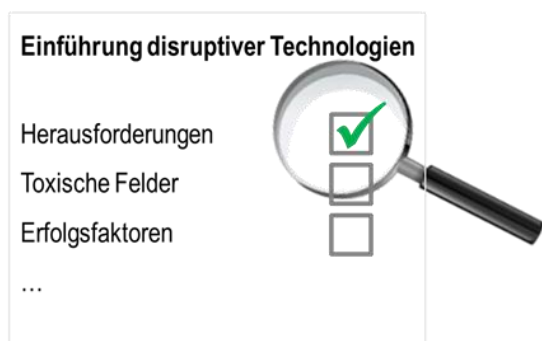 Einführung disruptiver Technologien
Herausforderungen
Toxische Felder
Erfolgsfaktoren
…